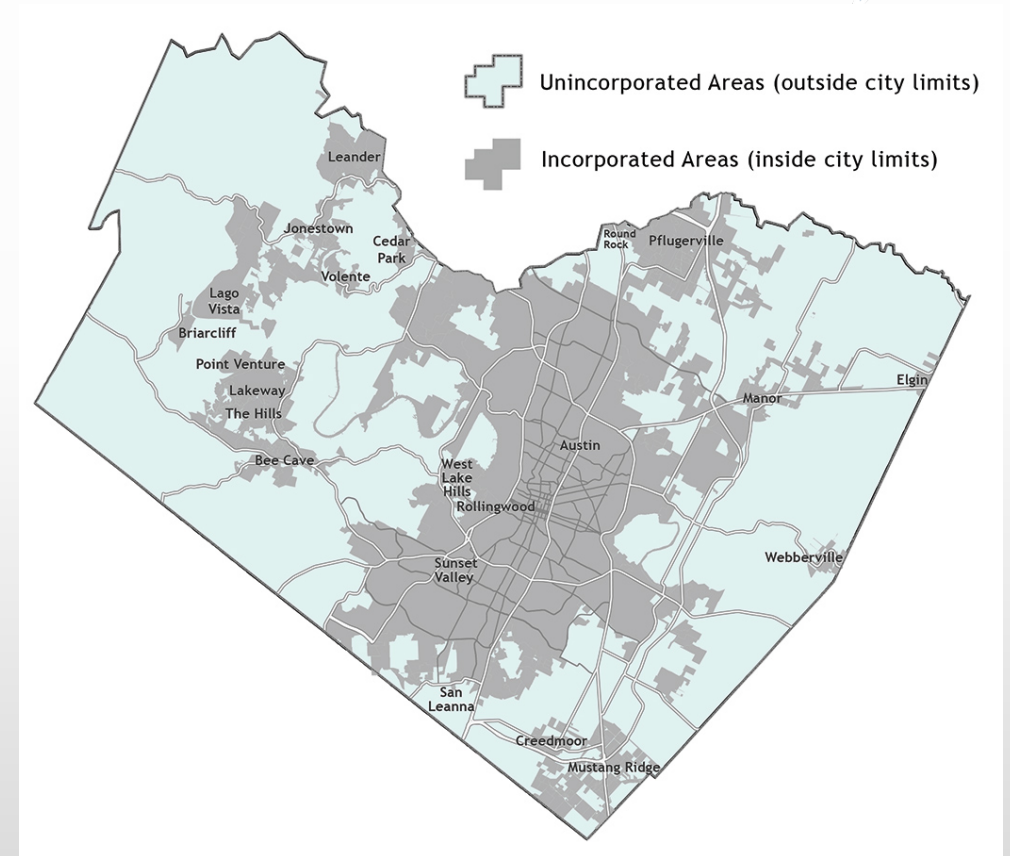 Unincorporated Areas (outside city limits)
Incorporated Areas (inside city limits)
Leander
Jonestown
Cedar
Park
Volente
Round
Rock
Pflugerville
Lago
Vista
Briarcliff
Point Venture
Lakeway
The Hills
Bee Cave
Elgin
Manor
Austin
West
Lake
Hills
Rollingwood
Webberville
Sunset
Valley
San
Leanna
Creedmoor
Mustang Ridge